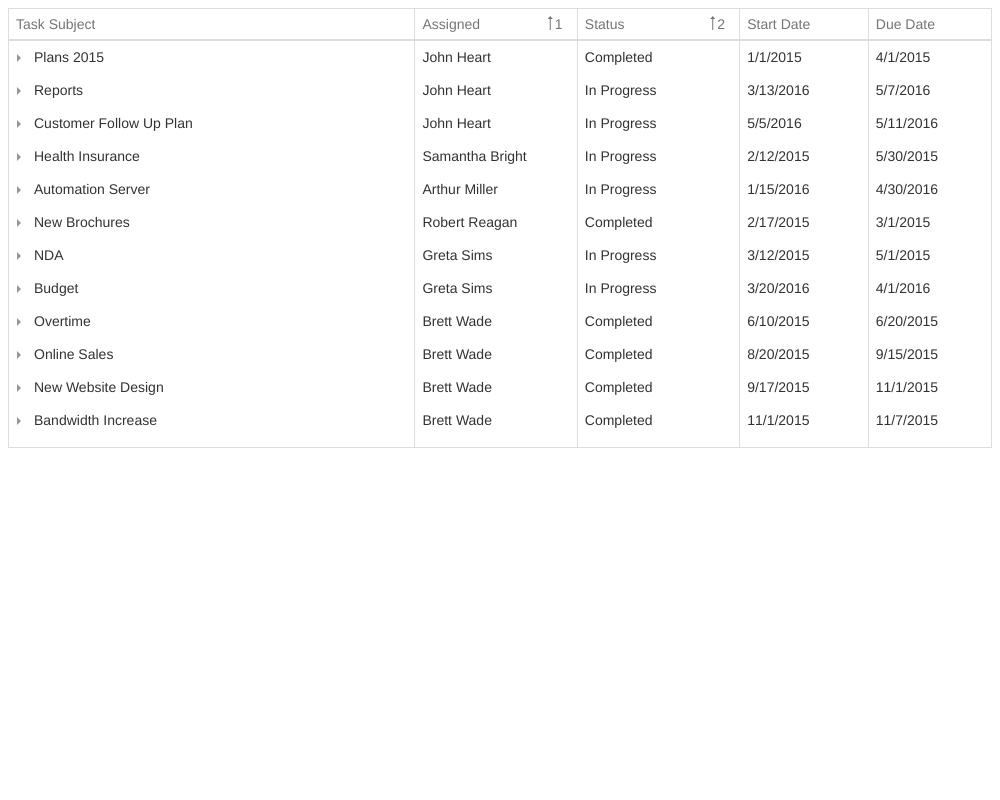 Task Subject Assigned 1 Status 2 Start Date Due Date
Plans 2015 John Heart Completed 1/1/2015 4/1/2015
Reports John Heart In Progress 3/13/2016 5/7/2016
Customer Follow Up Plan John Heart In Progress 5/5/2016 5/11/2016
Health Insurance Samantha Bright In Progress 2/12/2015 5/30/2015
Automation Server Arthur Miller In Progress 1/15/2016 4/30/2016
New Brochures Robert Reagan Completed 2/17/2015 3/1/2015
NDA Greta Sims In Progress 3/12/2015 5/1/2015
Budget Greta Sims In Progress 3/20/2016 4/1/2016
Overtime Brett Wade Completed 6/10/2015 6/20/2015
Online Sales Brett Wade Completed 8/20/2015 9/15/2015
New Website Design Brett Wade Completed 9/17/2015 11/1/2015
Bandwidth Increase Brett Wade Completed 11/1/2015 11/7/2015